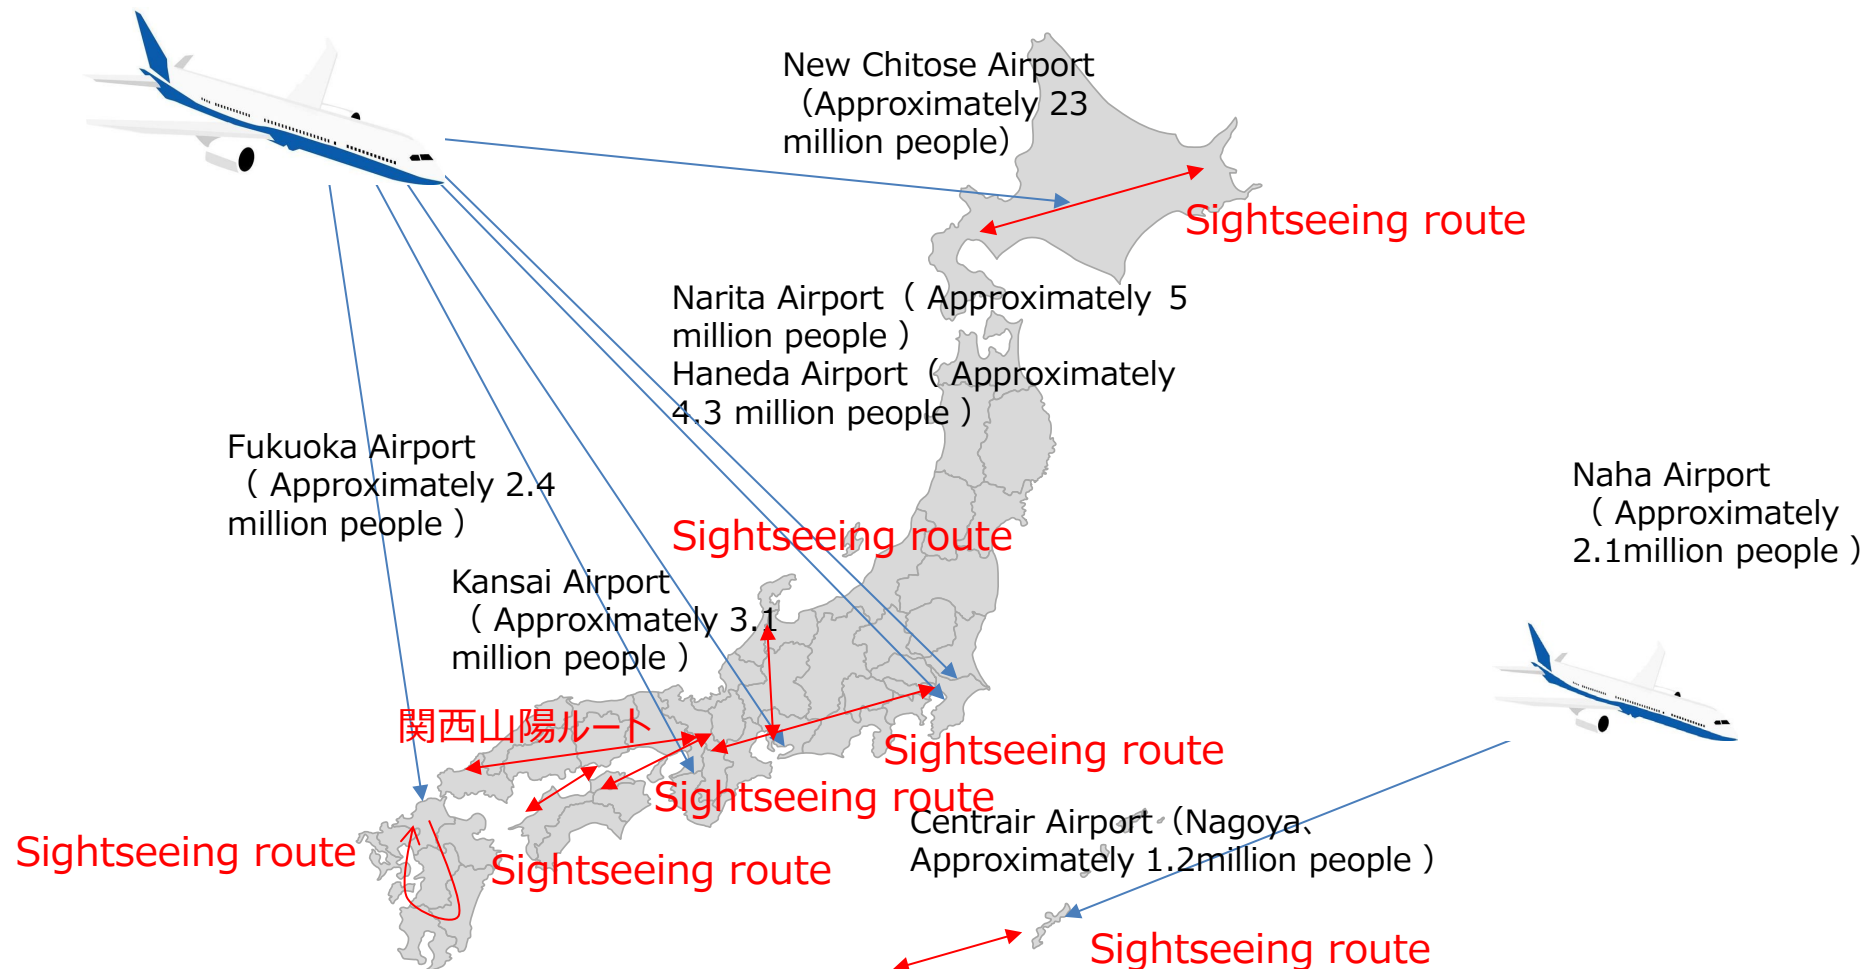 New Chitose Airport
（Approximately 23
million people）
Sightseeing route
Narita Airport（ Approximately 5
million people ）
Haneda Airport（ Approximately
4.3 million people ）
Fukuoka Airport
（ Approximately 2.4
million people ）
Naha Airport
（ Approximately
2.1million people ）
Sightseeing route
Kansai Airport
（ Approximately 3.1
million people ）
関西山陽ルート
Sightseeing route
Sightseeing route
Centrair Airport（Nagoya、
Approximately 1.2million people ）
Sightseeing route
Sightseeing route
Sightseeing route